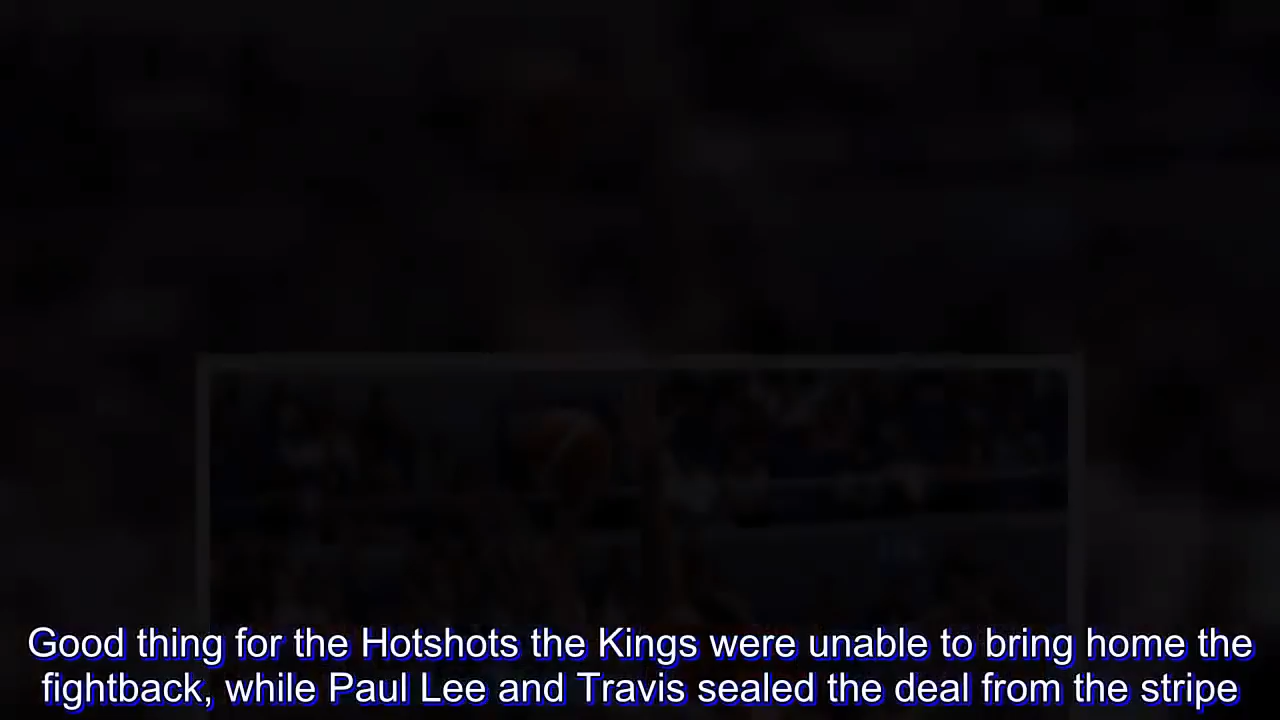 Good thing for the Hotshots the Kings were unable to bring home the
fightback, while Paul Lee and Travis sealed the deal from the stripe